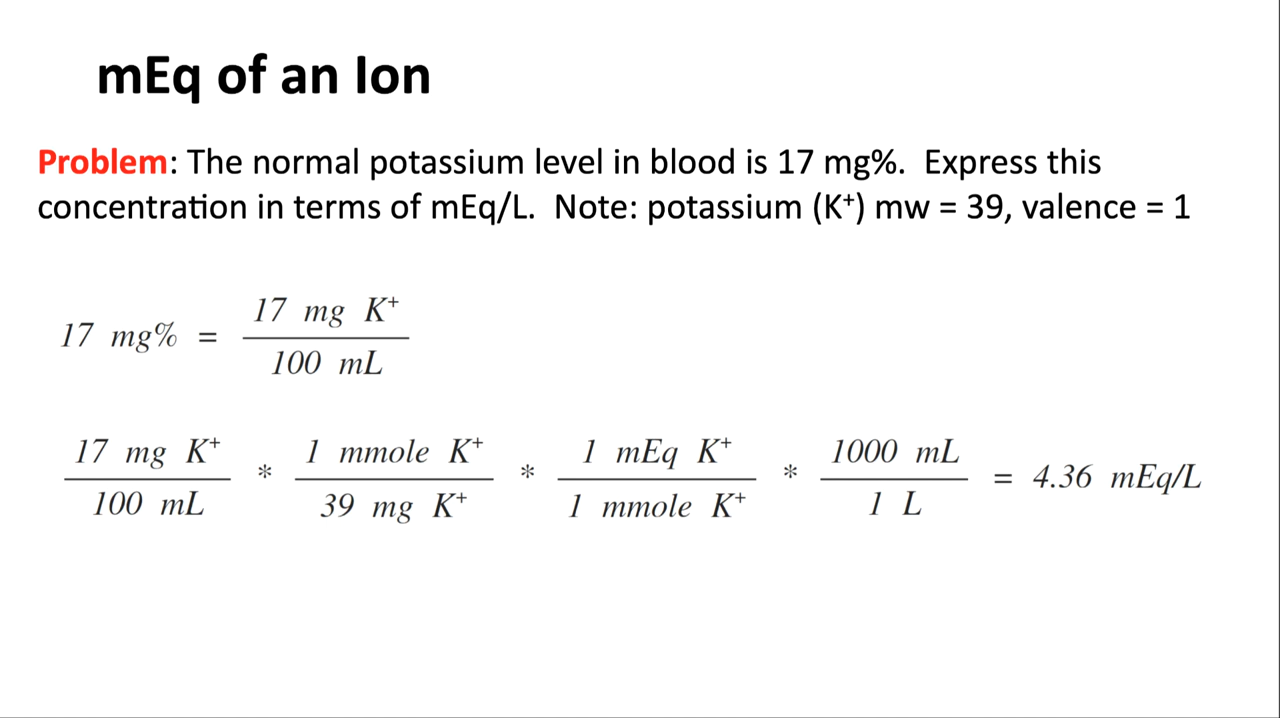 mEq of an Ion
Problem: The normal potassium level in blood is 17 mg%.  Express this
concentration in terms of mEq/L.  Note: potassium (K⁺) mw = 39, valence = 1
17 mg% = 17 mg K⁺ / 100 mL
17 mg K⁺ / 100 mL * 1 mmole K⁺ / 39 mg K⁺ * 1 mEq K⁺ / 1 mmole K⁺ * 1000 mL / 1 L = 4.36 mEq/L